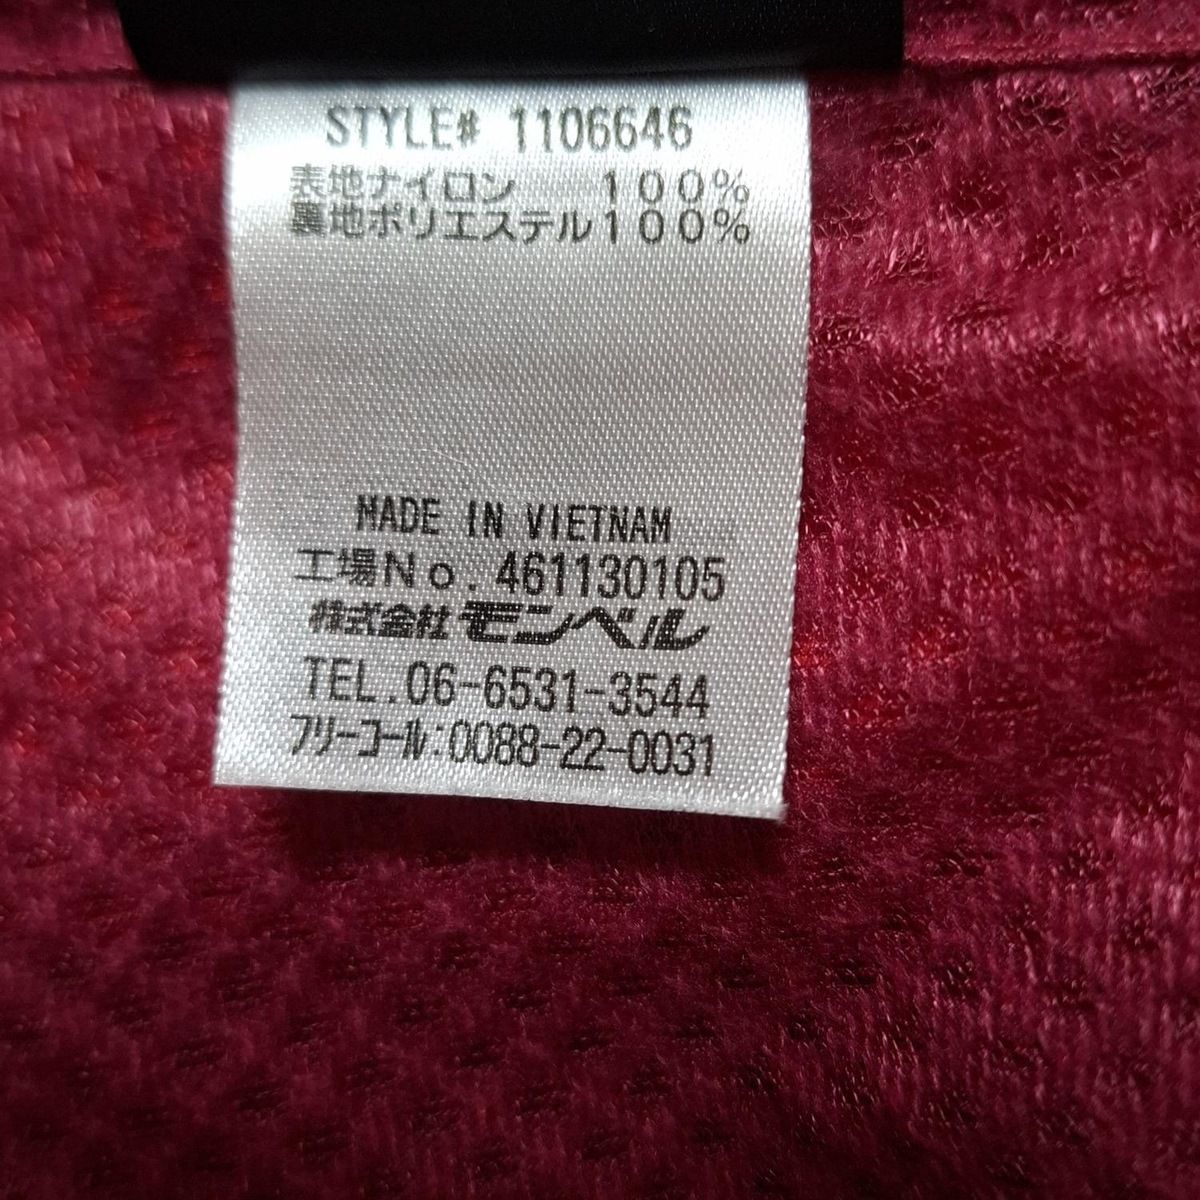 STYLE# 1106646
表地ナイロン 100%
裏地ポリエステル100%
MADE IN VIETNAM
工場No.461130105
株式会社モンベル
TEL.06-6531-3544
フリーコール:0088-22-0031